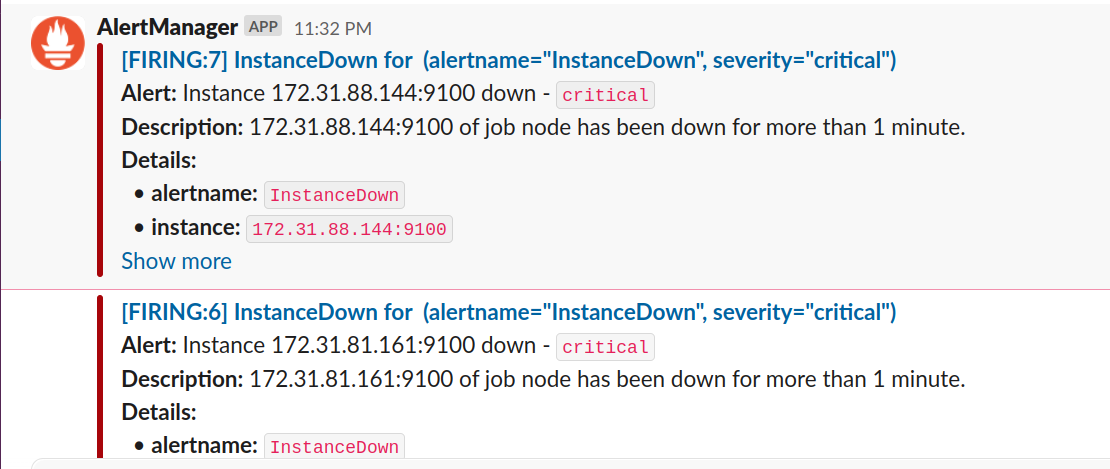 AlertManager APP 11:32 PM
[FIRING:7] InstanceDown for (alertname="InstanceDown", severity="critical")
Alert: Instance 172.31.88.144:9100 down - critical
Description: 172.31.88.144:9100 of job node has been down for more than 1 minute.
Details:
• alertname: InstanceDown
• instance: 172.31.88.144:9100
Show more
[FIRING:6] InstanceDown for (alertname="InstanceDown", severity="critical")
Alert: Instance 172.31.81.161:9100 down - critical
Description: 172.31.81.161:9100 of job node has been down for more than 1 minute.
Details:
• alertname: InstanceDown